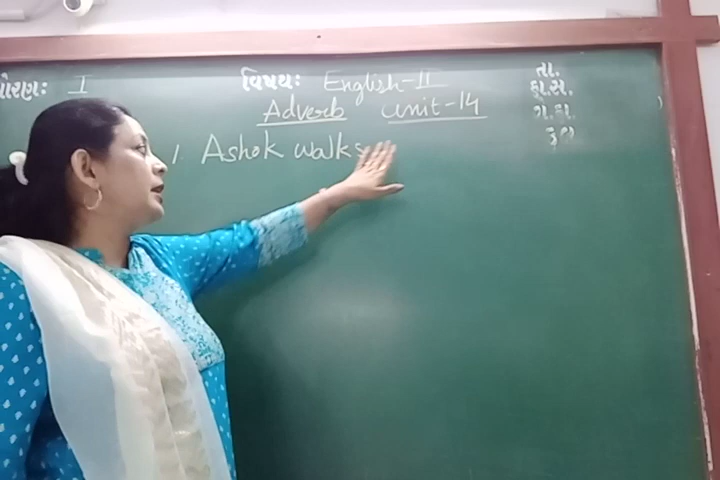 ધોરણ: I વિષય: English-II તા.
Adverb unit-14 કુ.સ.
1. Ashok walks ગે.હા.
કુલ